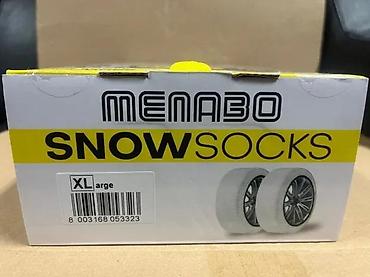 MENABO
SNOWSOCKS
XLarge
8 003168 053323